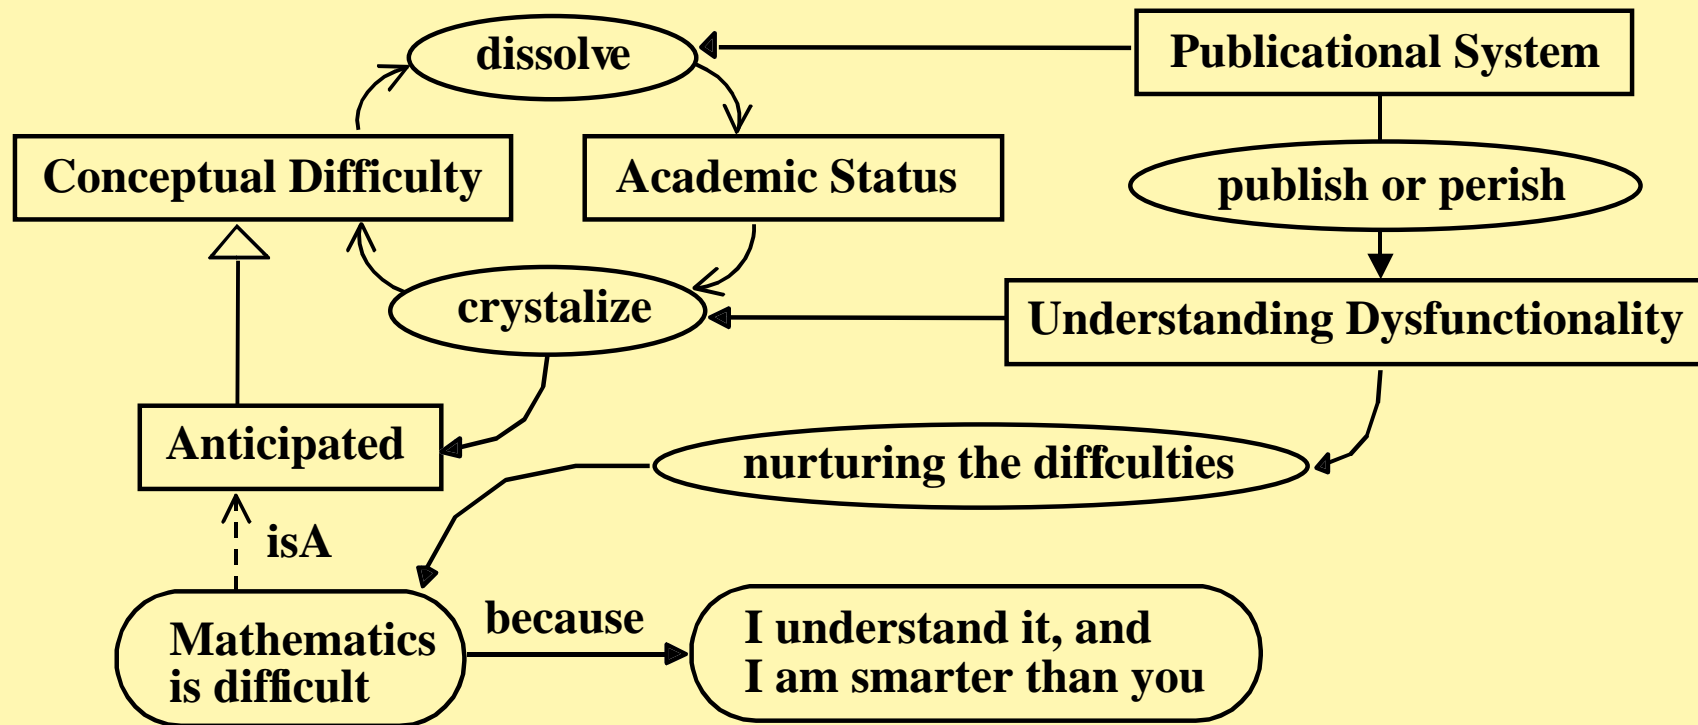 dissolve
Publicational System
Conceptual Difficulty
Academic Status
publish or perish
crystalize
Understanding Dysfunctionality
Anticipated
nurturing the diffculties
isA
Mathematics
is difficult
because
I understand it, and
I am smarter than you